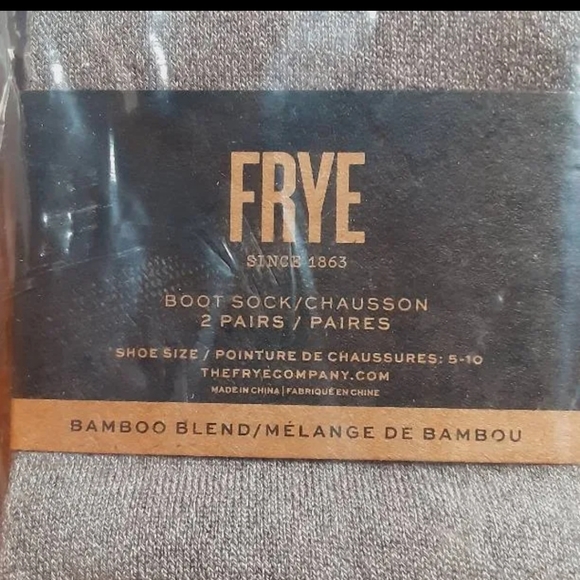 FRYE
SINCE 1863
BOOT SOCK/CHAUSSON
2 PAIRS / PAIRES
SHOE SIZE / POINTURE DE CHAUSSURES: 5-10
THEFRYECOMPANY.COM
MADE IN CHINA | FABRIQUÉ EN CHINE
BAMBOO BLEND/MÉLANGE DE BAMBOU